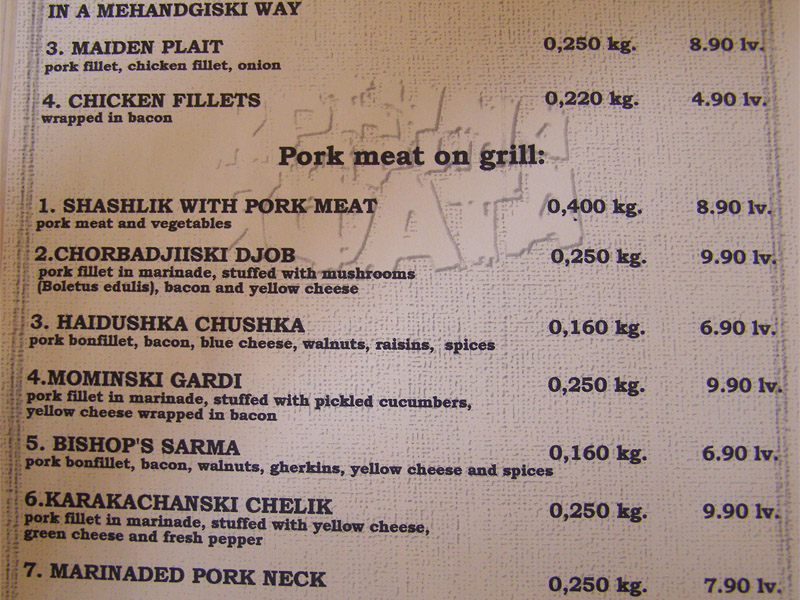 IN A MEHANDGISKI WAY
3. MAIDEN PLAIT 0,250 kg. 8.90 lv.
pork fillet, chicken fillet, onion
4. CHICKEN FILLETS 0,220 kg. 4.90 lv.
wrapped in bacon
Pork meat on grill:
1. SHASHLIK WITH PORK MEAT 0,400 kg. 8.90 lv.
pork meat and vegetables
2.CHORBADJIISKI DJOB 0,250 kg. 9.90 lv.
pork fillet in marinade, stuffed with mushrooms
(Boletus edulis), bacon and yellow cheese
3. HAIDUSHKA CHUSHKA 0,160 kg. 6.90 lv.
pork bonfillet, bacon, blue cheese, walnuts, raisins, spices
4.MOMINSKI GARDI 0,250 kg. 9.90 lv.
pork fillet in marinade, stuffed with pickled cucumbers,
yellow cheese wrapped in bacon
5. BISHOP'S SARMA 0,160 kg. 6.90 lv.
pork bonfillet, bacon, walnuts, gherkins, yellow cheese and spices
6.KARAKACHANSKI CHELIK 0,250 kg. 9.90 lv.
pork fillet in marinade, stuffed with yellow cheese,
green cheese and fresh pepper
7. MARINADED PORK NECK 0,250 kg. 7.90 lv.